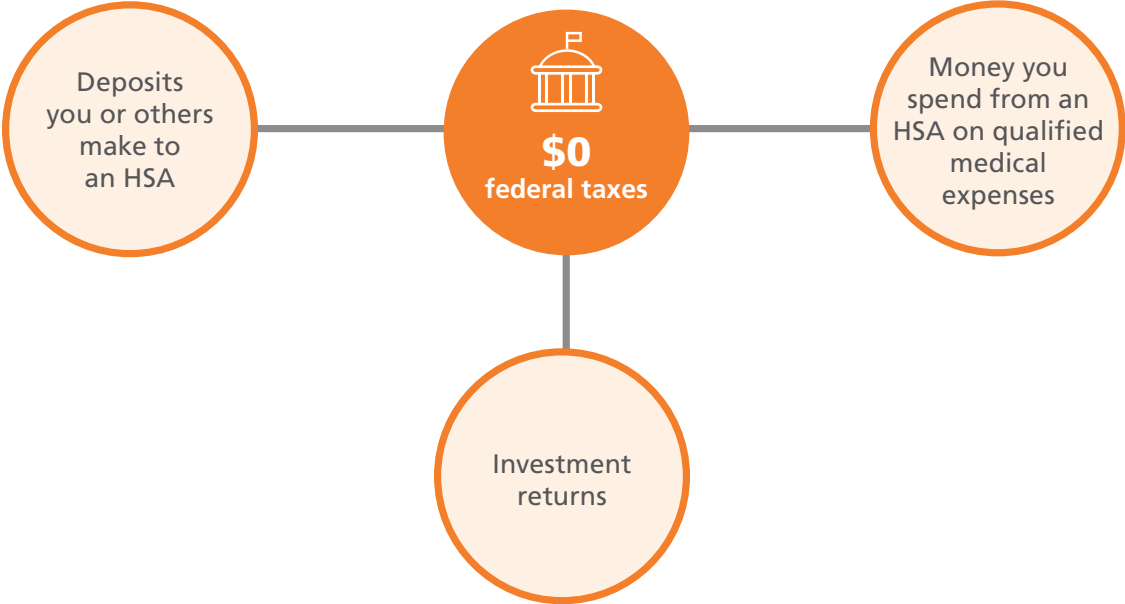 Deposits
you or others
make to
an HSA
$0
federal taxes
Money you
spend from an
HSA on qualified
medical
expenses
Investment
returns